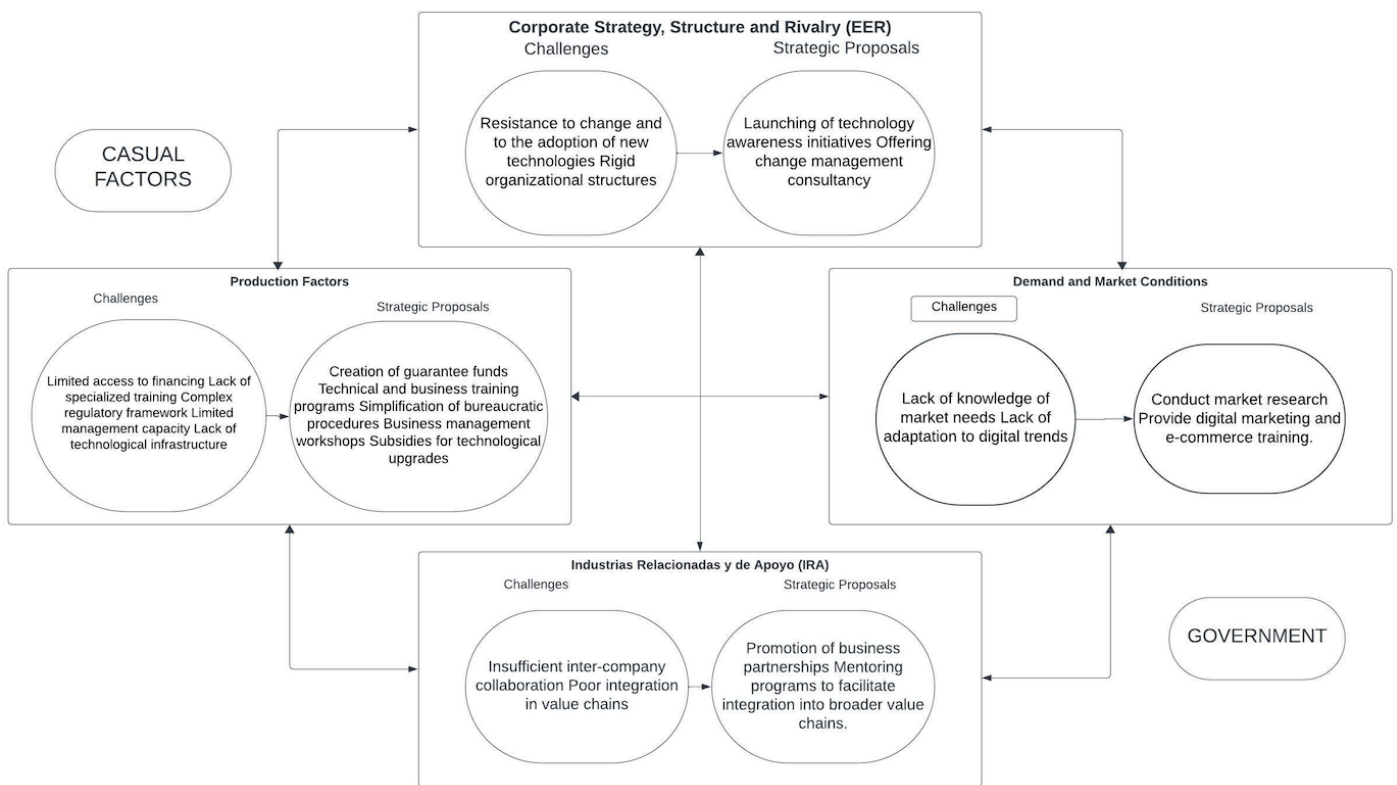 Corporate Strategy, Structure and Rivalry (EER)
Challenges
Strategic Proposals
Resistance to change and
to the adoption of new
technologies Rigid
organizational structures
Launching of technology
awareness initiatives Offering
change management
consultancy
CASUAL
FACTORS
Production Factors
Challenges
Strategic Proposals
Limited access to financing Lack of
specialized training Complex
regulatory framework Limited
management capacity Lack of
technological infrastructure
Creation of guarantee funds
Technical and business training
programs Simplification of bureaucratic
procedures Business management
workshops Subsidies for technological
upgrades
Demand and Market Conditions
Challenges
Strategic Proposals
Lack of knowledge of
market needs Lack of
adaptation to digital trends
Conduct market research
Provide digital marketing and
e-commerce training.
Industrias Relacionadas y de Apoyo (IRA)
Challenges
Strategic Proposals
Insufficient inter-company
collaboration Poor integration
in value chains
Promotion of business
partnerships Mentoring
programs to facilitate
integration into broader value
chains.
GOVERNMENT